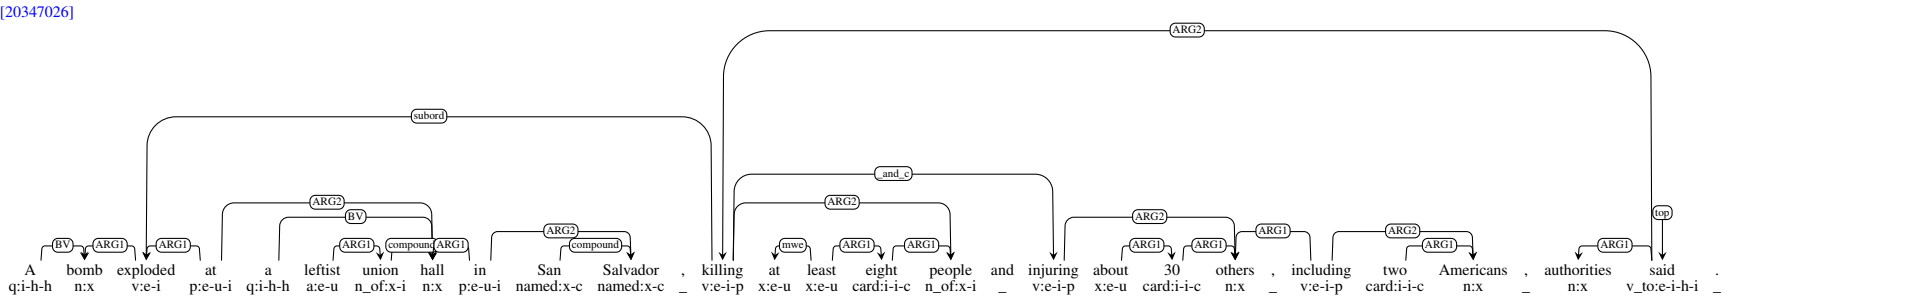 [20347026]
ARG2
subord
_and_c
ARG2 ARG2 top
BV ARG2 ARG2
BV ARG1 ARG1 ARG1 compound ARG1 compound mwe ARG1 ARG1 ARG1 ARG1 ARG1 ARG2 ARG1 ARG1
A bomb exploded at a leftist union hall in San Salvador , killing at least eight people and injuring about 30 others , including two Americans , authorities said .
q:i-h-h n:x v:e-i p:e-u-i q:i-h-h a:e-u n_of:x-i n:x p:e-u-i named:x-c named:x-c _ v:e-i-p x:e-u x:e-u card:i-i-c n_of:x-i _ v:e-i-p x:e-u card:i-i-c n:x _ v:e-i-p card:i-i-c n:x _ n:x v_to:e-i-h-i _